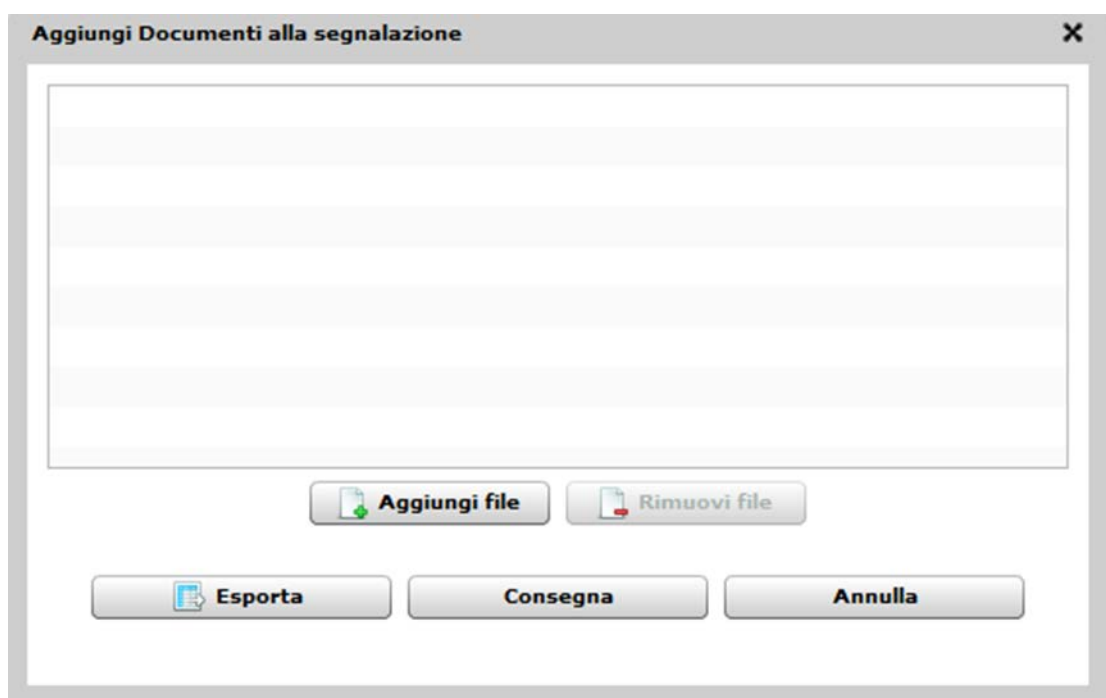 Aggiungi Documenti alla segnalazione
Aggiungi file Rimuovi file
Esporta Consegna Annulla